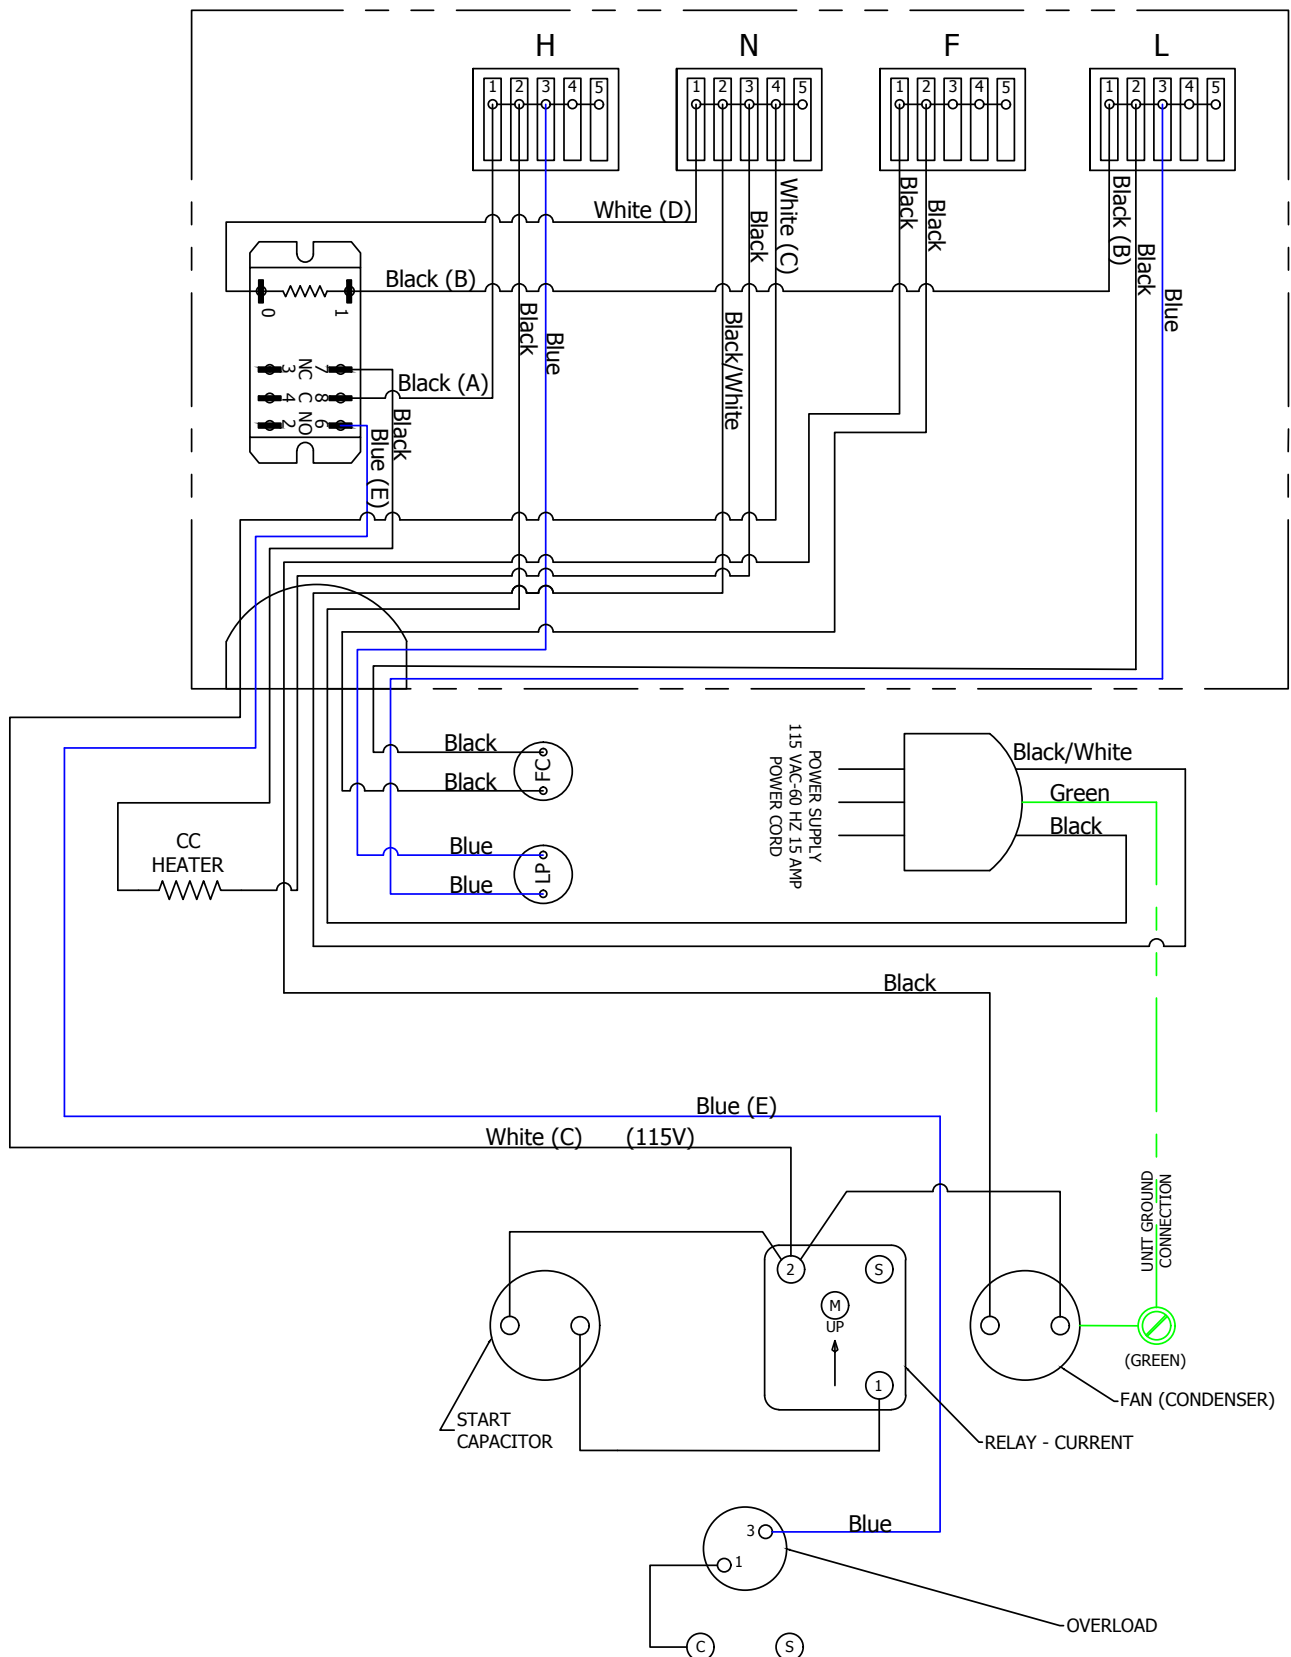 H N F L
1 2 3 4 5
1 2 3 4 5
1 2 3 4 5
1 2 3 4 5
White (D)
Black
White (C)
Black
Black
Black (B)
Black
Blue
Black (B)
0 1
Black
Blue
Black/White
3 NC 7
4 C 8
2 NO 6
Black (A)
Black
Blue (E)
Black
Black
FC
Blue
Blue
LP
CC
HEATER
POWER SUPPLY
115 VAC-60 HZ 15 AMP
POWER CORD
Black/White
Green
Black
Black
Blue (E)
White (C) (115V)
UNIT GROUND
CONNECTION
2 S
M
UP
1
(GREEN)
FAN (CONDENSER)
START
CAPACITOR
RELAY - CURRENT
3
Blue
1
OVERLOAD
C S